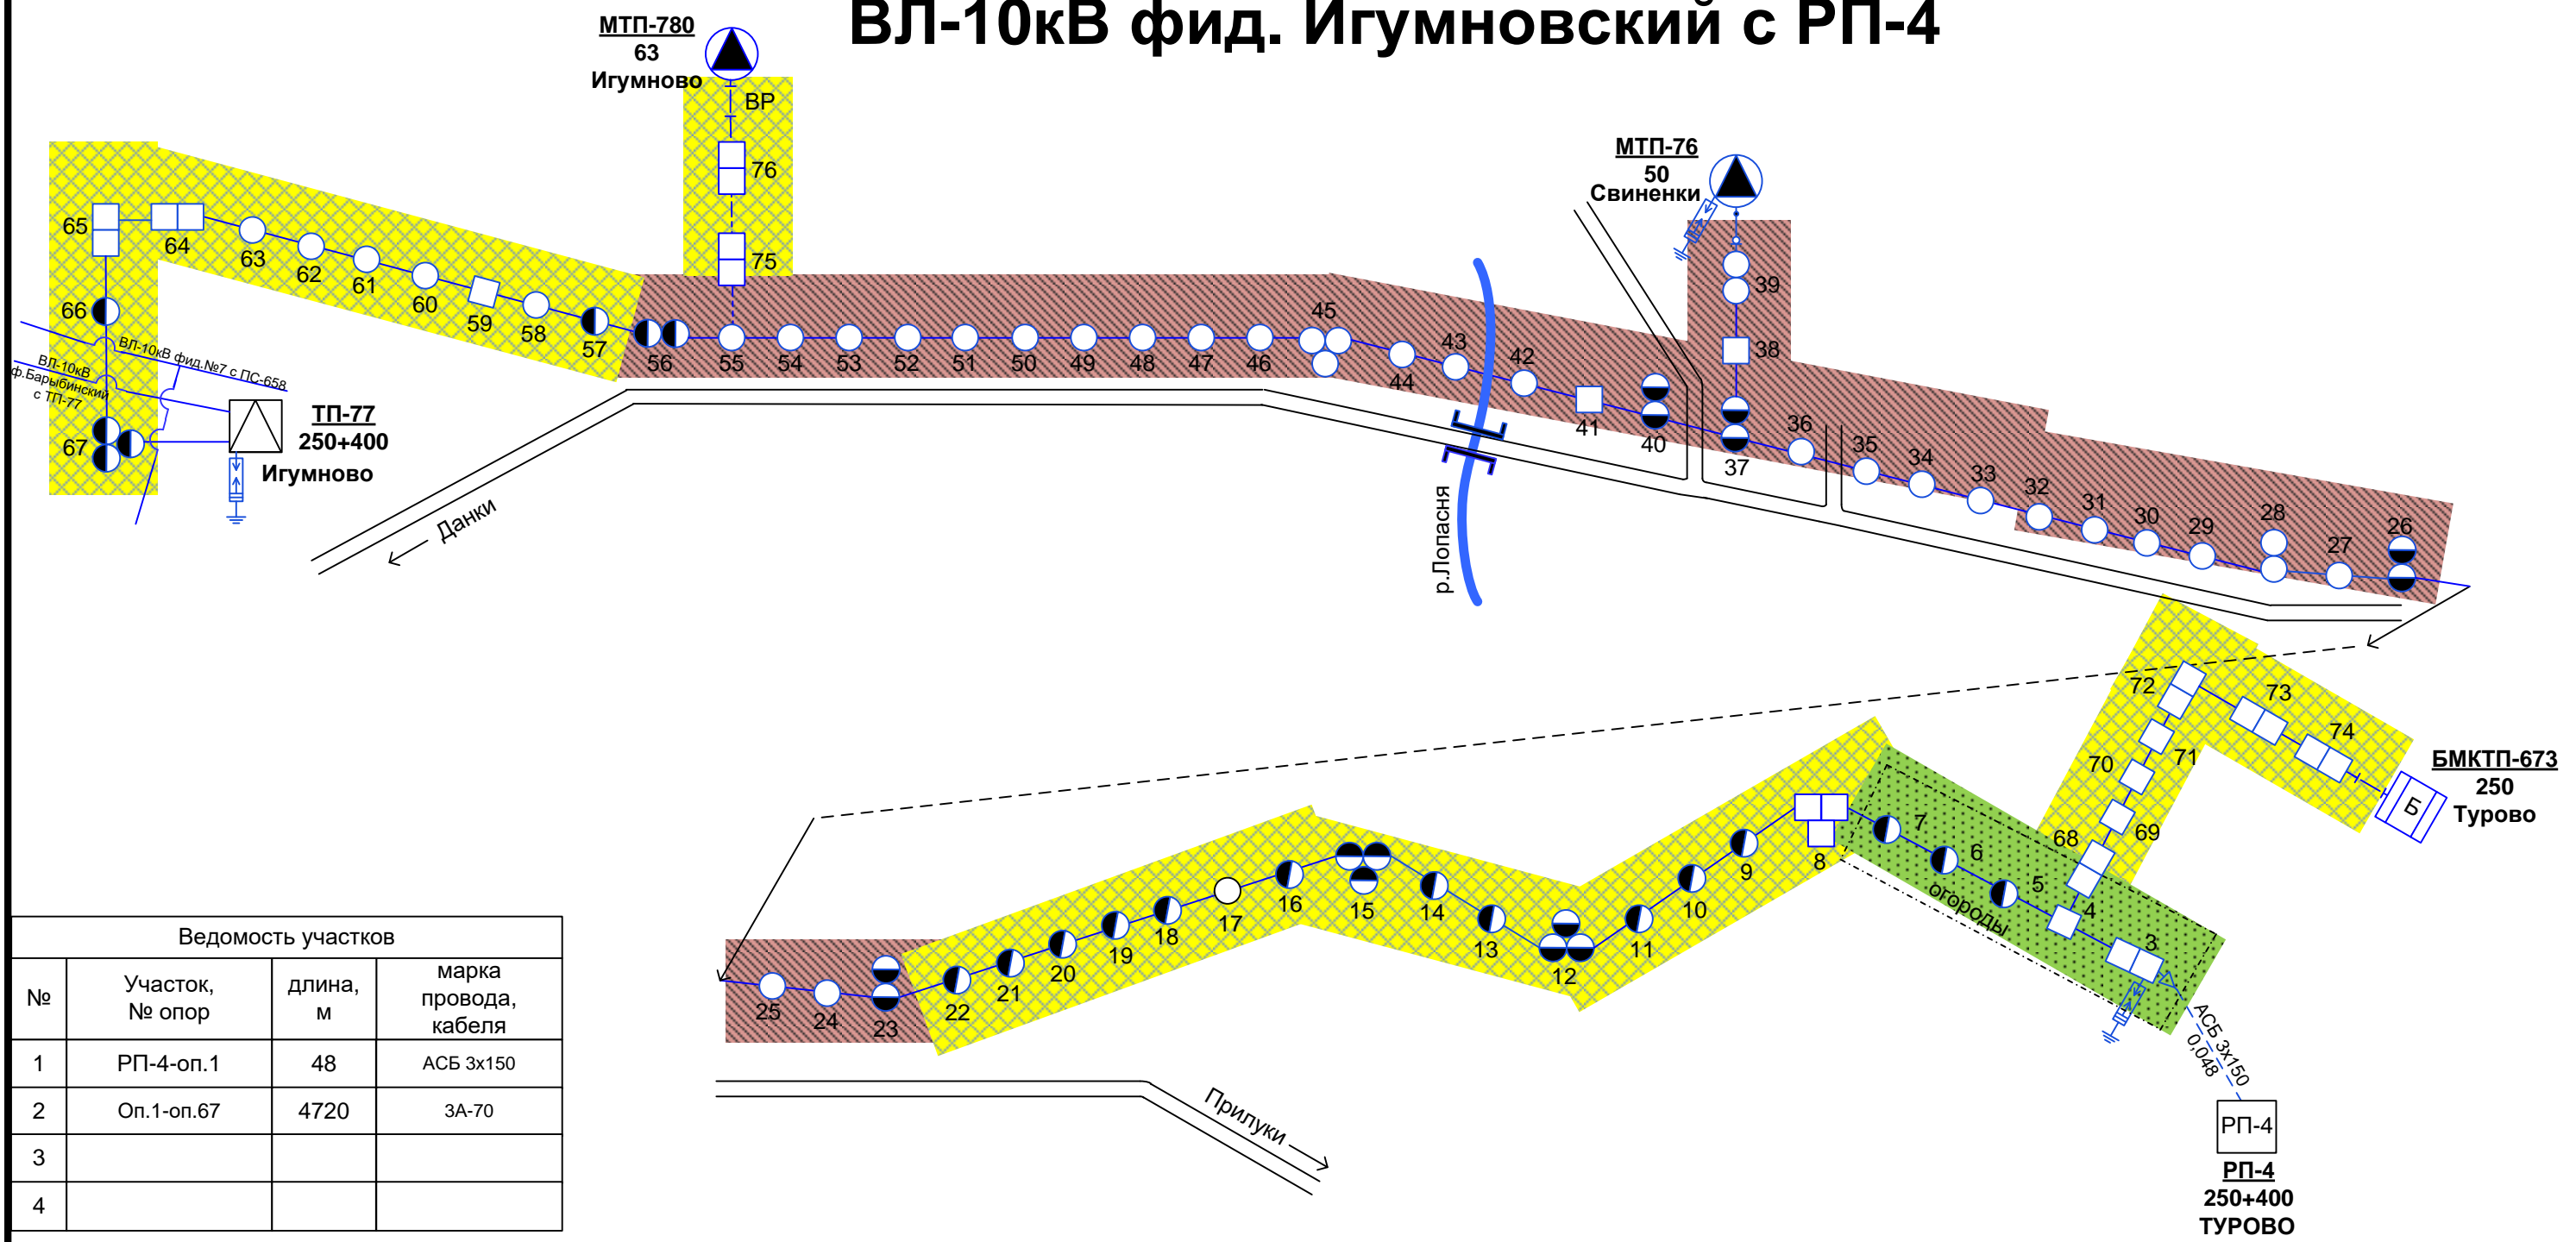 ВЛ-10кВ фид. Игумновский с РП-4
МТП-780
63
Игумново
ВР
76
75
МТП-76
50
Свиненки
39
38
65
64
63
62
61
60
59
58
57
56
55
54
53
52
51
50
49
48
47
46
45
44
43
42
41
40
37
36
35
34
33
32
31
30
29
28
27
26
66
67
ВЛ-10кВ фид.№7 с ПС-658
ВЛ-10кВ
ф.Барыбинский
с ТП-77
ТП-77
250+400
Игумново
Данки
р.Лопасня
72
73
74
71
70
69
68
БМКТП-673
250
Турово
Б
25
24
23
22
21
20
19
18
17
16
15
14
13
12
11
10
9
8
7
6
5
4
3
огороды
АСБ 3х150
0,048
РП-4
РП-4
250+400
ТУРОВО
Прилуки
Ведомость участков
№
Участок,
№ опор
длина,
м
марка
провода,
кабеля
1 РП-4-оп.1 48 АСБ 3х150
2 Оп.1-оп.67 4720 3А-70
3
4